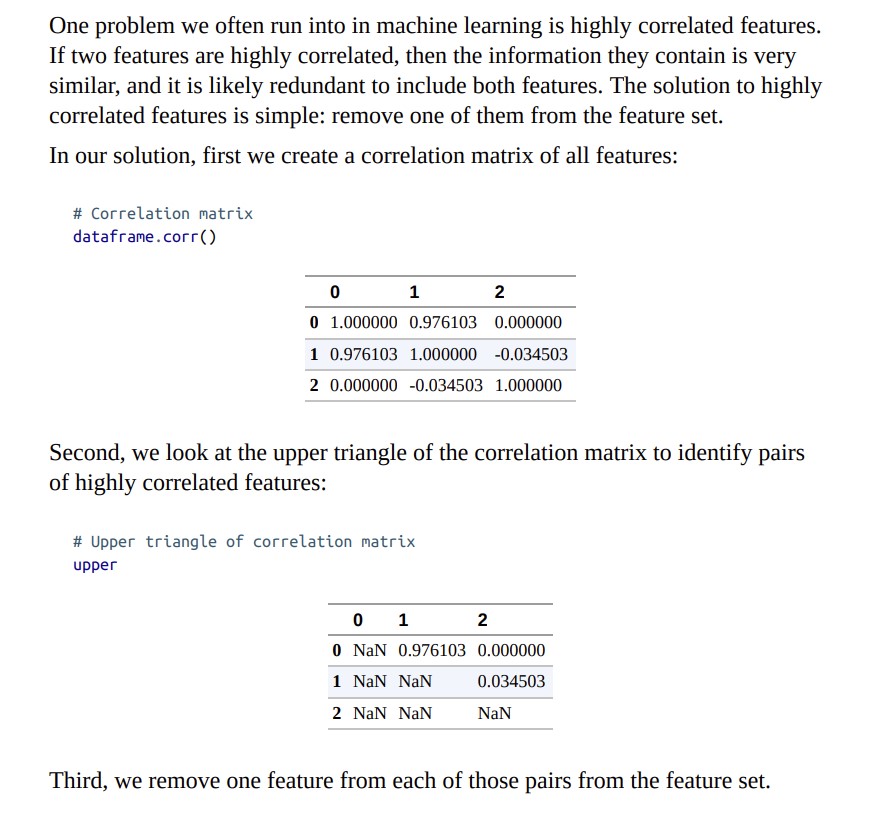 One problem we often run into in machine learning is highly correlated features.
If two features are highly correlated, then the information they contain is very
similar, and it is likely redundant to include both features. The solution to highly
correlated features is simple: remove one of them from the feature set.
In our solution, first we create a correlation matrix of all features:
# Correlation matrix
dataframe.corr()
0 1 2
0 1.000000 0.976103 0.000000
1 0.976103 1.000000 -0.034503
2 0.000000 -0.034503 1.000000
Second, we look at the upper triangle of the correlation matrix to identify pairs
of highly correlated features:
# Upper triangle of correlation matrix
upper
0 1 2
0 NaN 0.976103 0.000000
1 NaN NaN 0.034503
2 NaN NaN NaN
Third, we remove one feature from each of those pairs from the feature set.